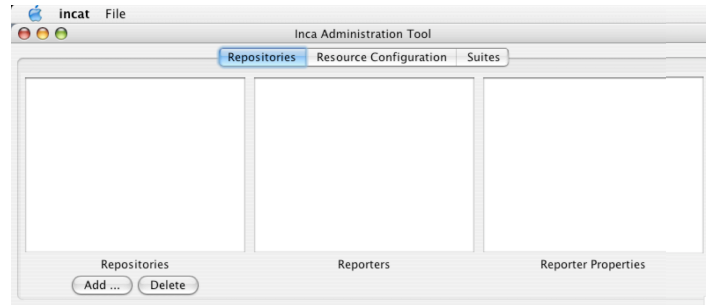 incat File
Inca Administration Tool
Repositories Resource Configuration Suites
Repositories Reporters Reporter Properties
Add ... Delete